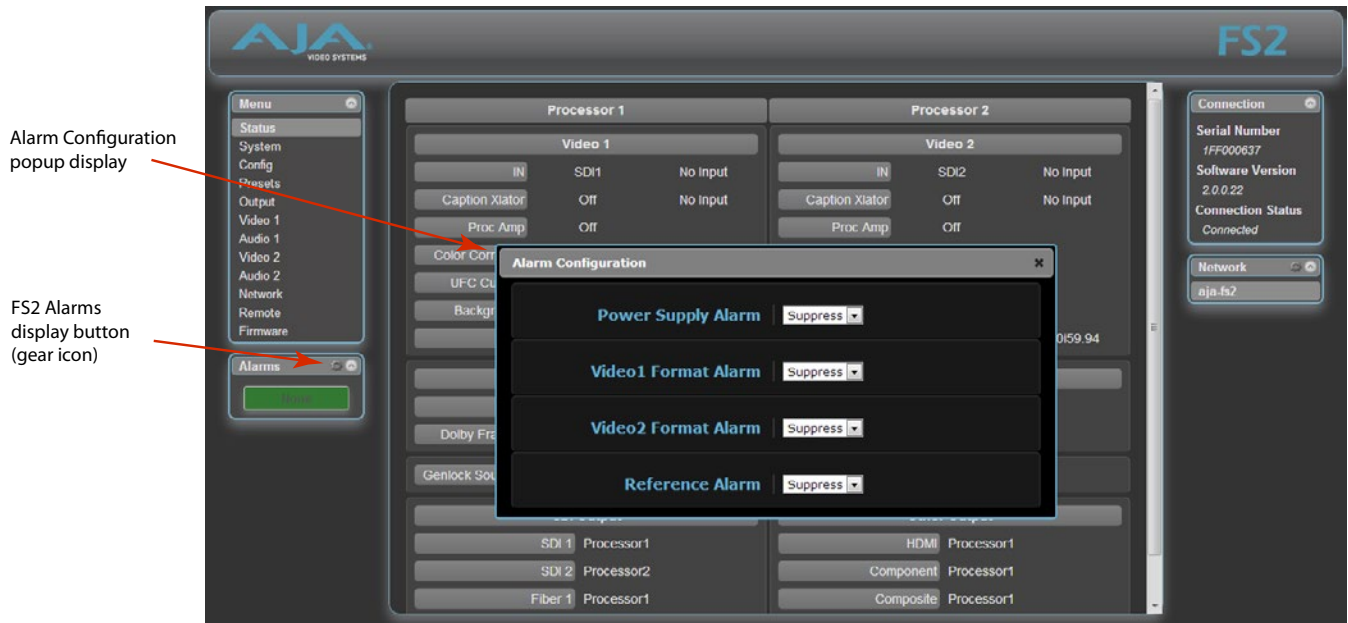 AJA
VIDEO SYSTEMS
FS2
Alarm Configuration
popup display
FS2 Alarms
display button
(gear icon)
Menu
Status
System
Config
Presets
Output
Video 1
Audio 1
Video 2
Audio 2
Network
Remote
Firmware
Alarms
None
Processor 1
Processor 2
Video 1
IN SDI1 No Input
Caption Xlator Off No Input
Proc Amp Off
Color Corr
UFC Cu
Backgr
Dolby Fra
Genlock Sou
Video 2
IN SDI2 No Input
Caption Xlator Off No Input
Proc Amp Off
0i59.94
Alarm Configuration
Power Supply Alarm Suppress
Video1 Format Alarm Suppress
Video2 Format Alarm Suppress
Reference Alarm Suppress
SDI 1 Processor1
SDI 2 Processor2
Fiber 1 Processor1
HDMI Processor1
Component Processor1
Composite Processor1
Connection
Serial Number
1FF000637
Software Version
2.0.0.22
Connection Status
Connected
Network
aja-fs2